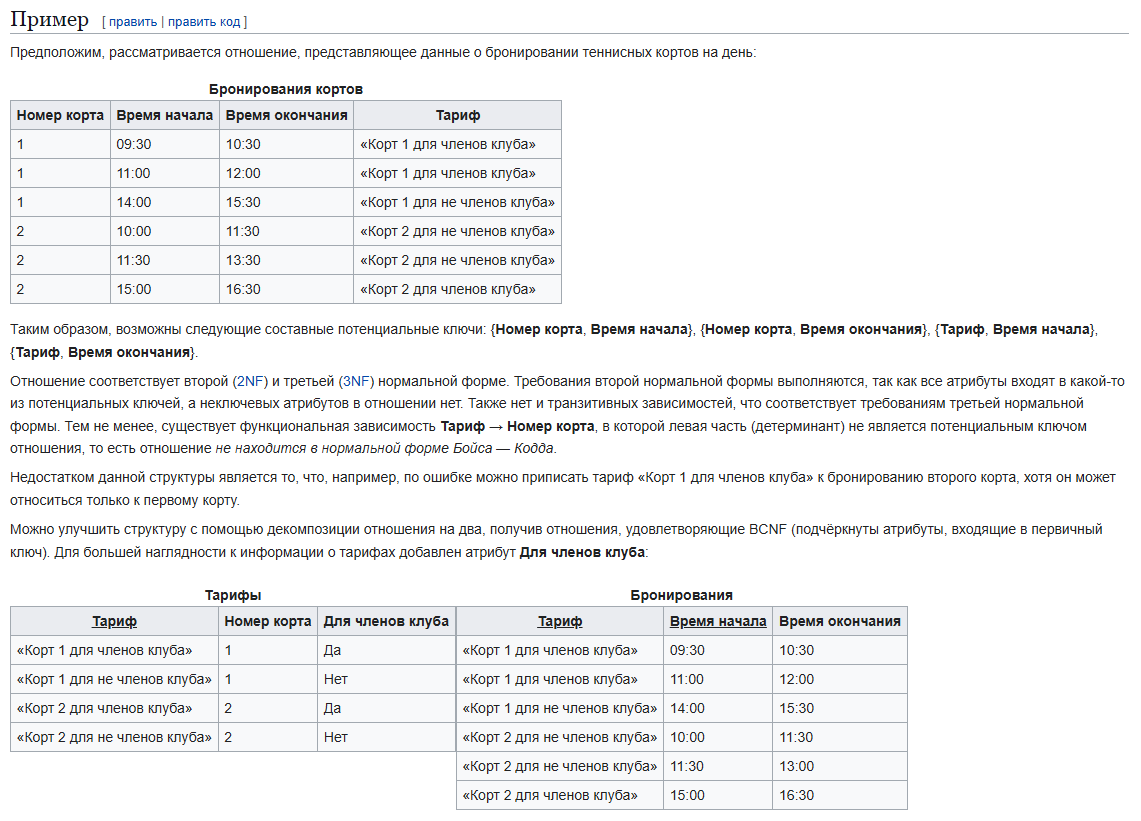 Пример [ править | править код ]
Предположим, рассматривается отношение, представляющее данные о бронировании теннисных кортов на день:
Бронирования кортов
Номер корта Время начала Время окончания Тариф
1 09:30 10:30 «Корт 1 для членов клуба»
1 11:00 12:00 «Корт 1 для членов клуба»
1 14:00 15:30 «Корт 1 для не членов клуба»
2 10:00 11:30 «Корт 2 для не членов клуба»
2 11:30 13:30 «Корт 2 для не членов клуба»
2 15:00 16:30 «Корт 2 для членов клуба»
Таким образом, возможны следующие составные потенциальные ключи: {Номер корта, Время начала}, {Номер корта, Время окончания}, {Тариф, Время начала},
{Тариф, Время окончания}.
Отношение соответствует второй (2NF) и третьей (3NF) нормальной форме. Требования второй нормальной формы выполняются, так как все атрибуты входят в какой-то
из потенциальных ключей, а неключевых атрибутов в отношении нет. Также нет и транзитивных зависимостей, что соответствует требованиям третьей нормальной
формы. Тем не менее, существует функциональная зависимость Тариф → Номер корта, в которой левая часть (детерминант) не является потенциальным ключом
отношения, то есть отношение не находится в нормальной форме Бойса — Кодда.
Недостатком данной структуры является то, что, например, по ошибке можно приписать тариф «Корт 1 для членов клуба» к бронированию второго корта, хотя он может
относиться только к первому корту.
Можно улучшить структуру с помощью декомпозиции отношения на два, получив отношения, удовлетворяющие BCNF (подчёркнуты атрибуты, входящие в первичный
ключ). Для большей наглядности к информации о тарифах добавлен атрибут Для членов клуба:
Тарифы
Тариф Номер корта Для членов клуба
«Корт 1 для членов клуба» 1 Да
«Корт 1 для не членов клуба» 1 Нет
«Корт 2 для членов клуба» 2 Да
«Корт 2 для не членов клуба» 2 Нет
Бронирования
Тариф Время начала Время окончания
«Корт 1 для членов клуба» 09:30 10:30
«Корт 1 для членов клуба» 11:00 12:00
«Корт 1 для не членов клуба» 14:00 15:30
«Корт 2 для не членов клуба» 10:00 11:30
«Корт 2 для не членов клуба» 11:30 13:00
«Корт 2 для членов клуба» 15:00 16:30